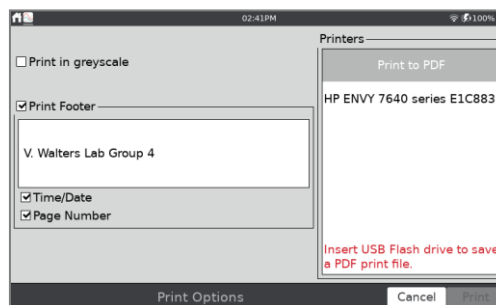 02:41PM
100%
Print in greyscale
Print Footer
V. Walters Lab Group 4
Time/Date
Page Number
Printers
Print to PDF
HP ENVY 7640 series E1C883
Insert USB Flash drive to save
a PDF print file.
Print Options
Cancel
Print